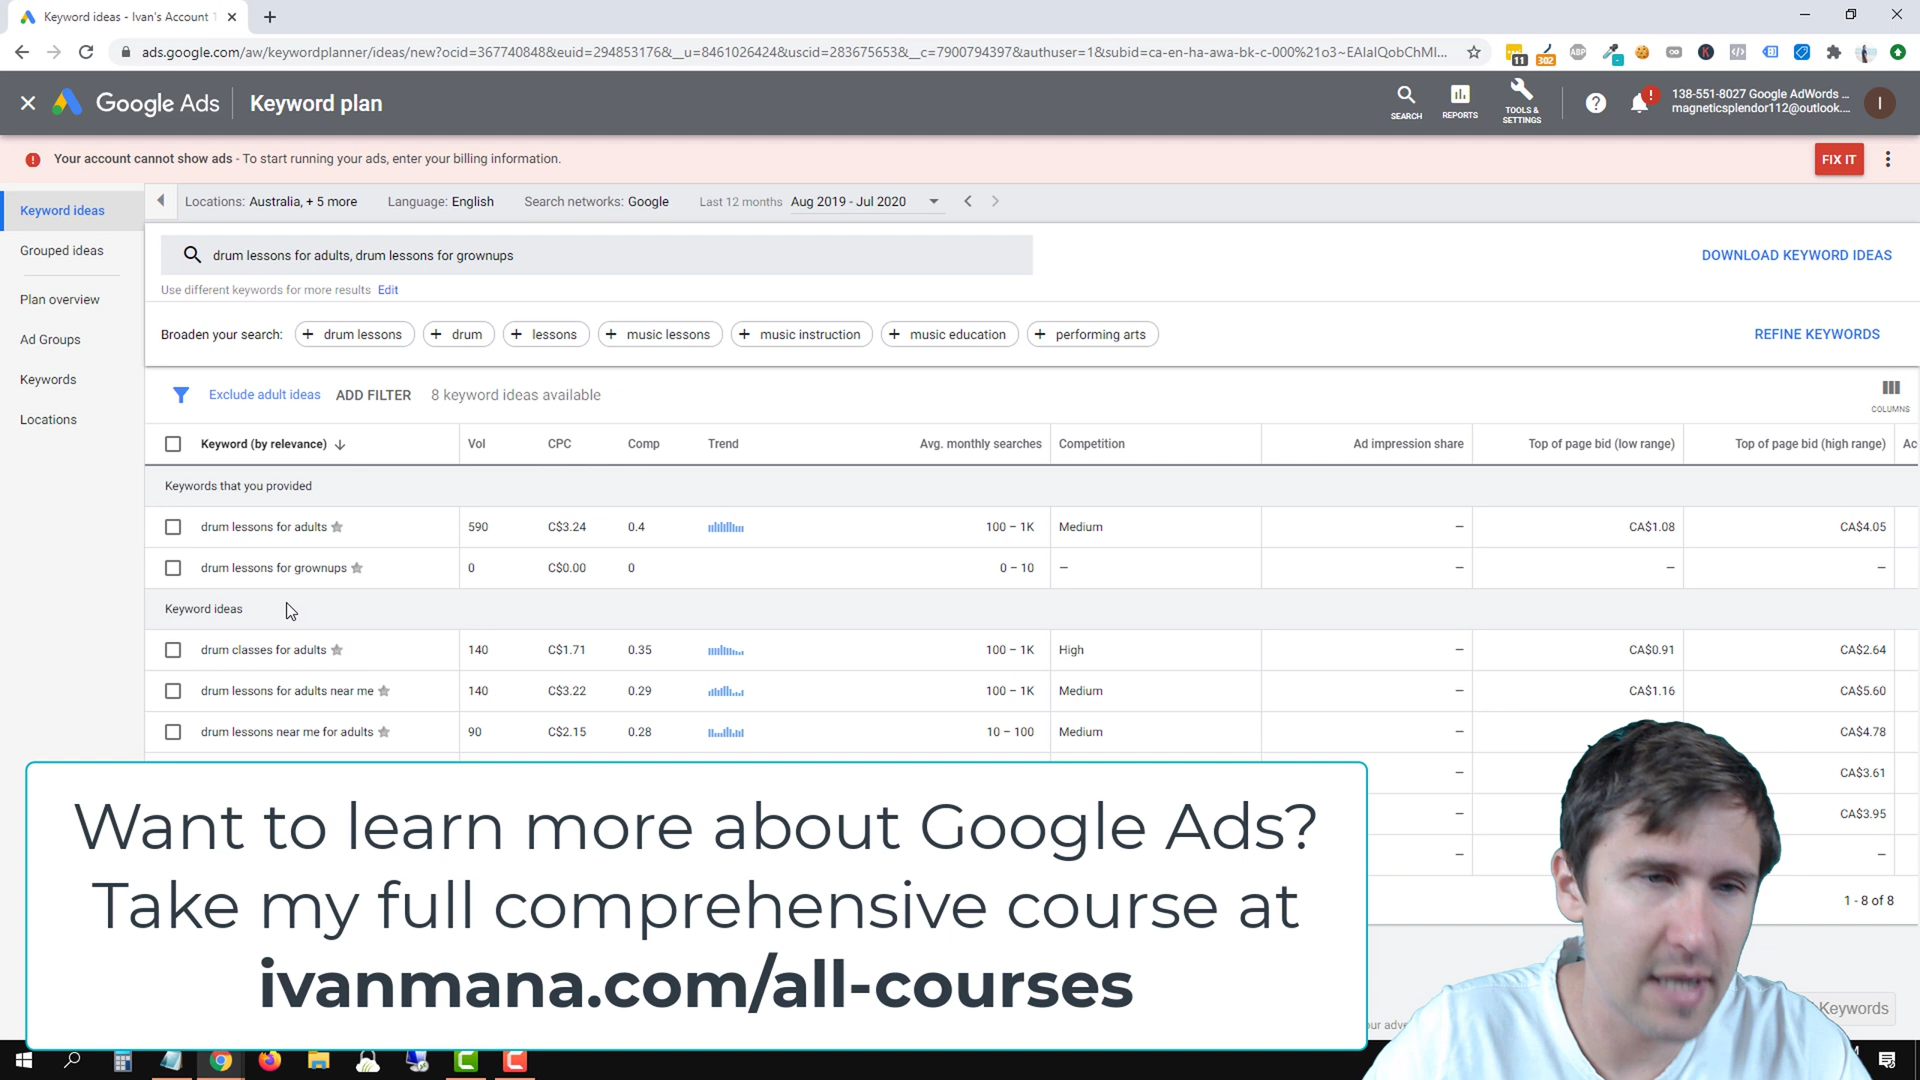 Keyword ideas - Ivan's Account
ads.google.com/aw/keywordplanner/ideas/new?ocid=367740848&euid=294853176&__u=8461026424&uscid=283675653&__c=7900794397&authuser=1&subid=ca-en-ha-awa-bk-c-000%21o3~EAIaIQobChMI...
11
302
ABP
Google Ads
Keyword plan
SEARCH
REPORTS
TOOLS & SETTINGS
138-551-8027 Google AdWords ...
magneticsplendor112@outlook....
I
Your account cannot show ads - To start running your ads, enter your billing information.
FIX IT
Keyword ideas
Grouped ideas
Plan overview
Ad Groups
Keywords
Locations
Locations: Australia, + 5 more
Language: English
Search networks: Google
Last 12 months Aug 2019 - Jul 2020
drum lessons for adults, drum lessons for grownups
DOWNLOAD KEYWORD IDEAS
Use different keywords for more results Edit
Broaden your search: + drum lessons + drum + lessons + music lessons + music instruction + music education + performing arts
REFINE KEYWORDS
Exclude adult ideas ADD FILTER 8 keyword ideas available
COLUMNS
Keyword (by relevance) Vol CPC Comp Trend Avg. monthly searches Competition Ad impression share Top of page bid (low range) Top of page bid (high range) Ac
Keywords that you provided
drum lessons for adults 590 C$3.24 0.4 100 – 1K Medium – CA$1.08 CA$4.05
drum lessons for grownups 0 C$0.00 0 0 – 10 – – – –
Keyword ideas
drum classes for adults 140 C$1.71 0.35 100 – 1K High – CA$0.91 CA$2.64
drum lessons for adults near me 140 C$3.22 0.29 100 – 1K Medium – CA$1.16 CA$5.60
drum lessons near me for adults 90 C$2.15 0.28 10 – 100 Medium – CA$4.78
– CA$3.61
CA$3.95
– –
1 - 8 of 8
Keywords
Want to learn more about Google Ads?
Take my full comprehensive course at
ivanmana.com/all-courses